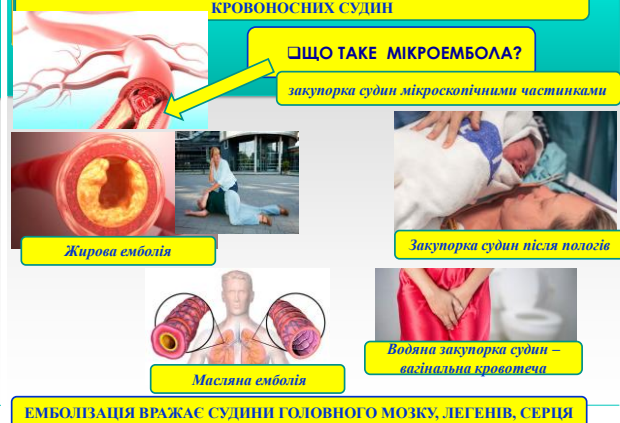 КРОВОНОСНИХ СУДИН
❑ЩО ТАКЕ МІКРОЕМБОЛА?
закупорка судин мікроскопічними частинками
Жирова емболія
Закупорка судин після пологів
Водяна закупорка судин –
вагінальна кровотеча
Масляна емболія
ЕМБОЛІЗАЦІЯ ВРАЖАЄ СУДИНИ ГОЛОВНОГО МОЗКУ, ЛЕГЕНІВ, СЕРЦЯ